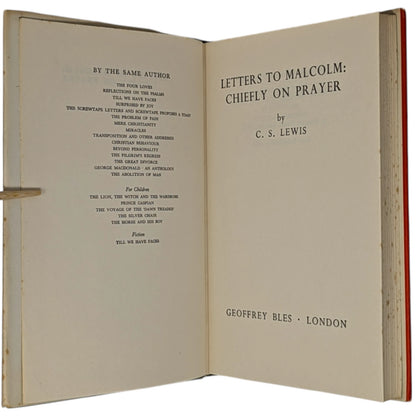 BY THE SAME AUTHOR
THE FOUR LOVES
REFLECTIONS ON THE PSALMS
TILL WE HAVE FACES
SURPRISED BY JOY
THE SCREWTAPE LETTERS AND SCREWTAPE PROPOSES A TOAST
THE PROBLEM OF PAIN
MERE CHRISTIANITY
MIRACLES
TRANSPOSITION AND OTHER ADDRESSES
CHRISTIAN BEHAVIOUR
BEYOND PERSONALITY
THE PILGRIM'S REGRESS
THE GREAT DIVORCE
GEORGE MACDONALD: AN ANTHOLOGY
THE ABOLITION OF MAN
For Children
THE LION, THE WITCH AND THE WARDROBE
PRINCE CASPIAN
THE VOYAGE OF THE 'DAWN TREADER'
THE SILVER CHAIR
THE HORSE AND HIS BOY
Fiction
TILL WE HAVE FACES
LETTERS TO MALCOLM:
CHIEFLY ON PRAYER
by
C. S. LEWIS
GEOFFREY BLES · LONDON